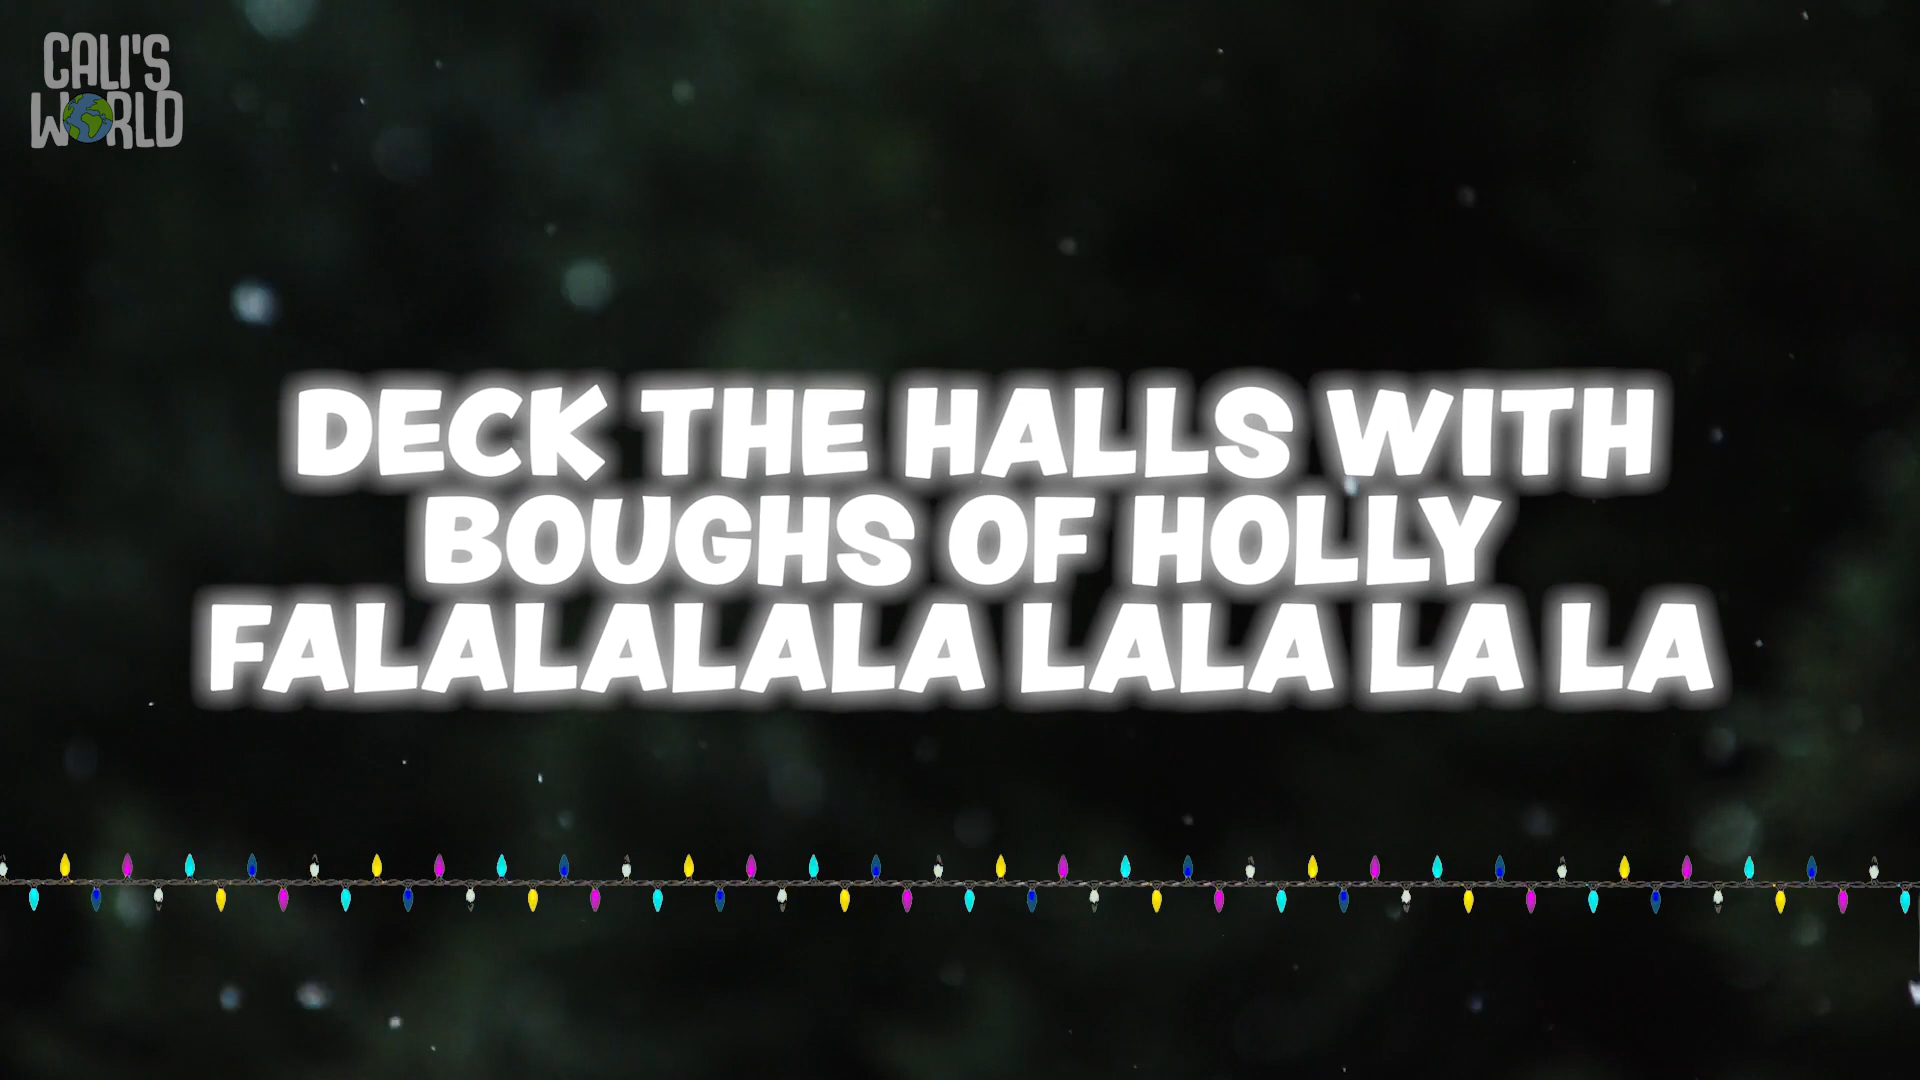 CALI'S
WORLD
DECK THE HALLS WITH
BOUGHS OF HOLLY
FALALALALA LALA LA LA